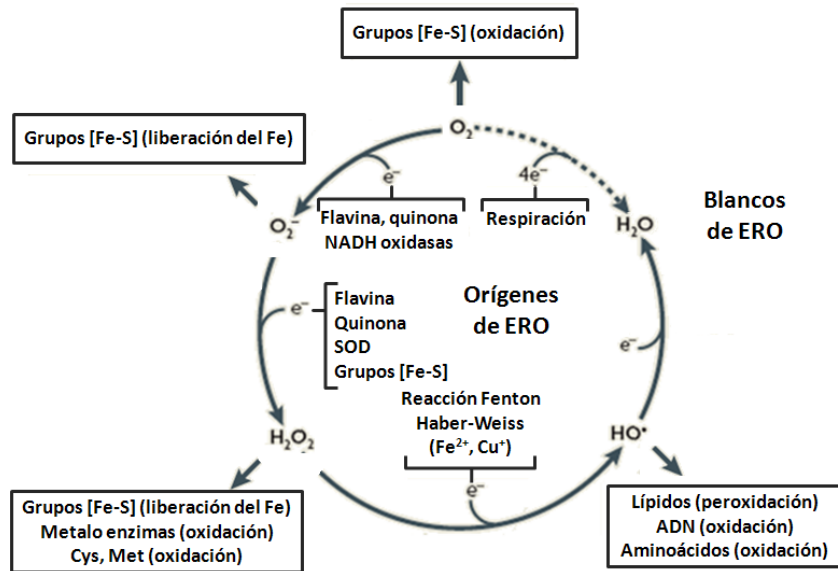 Grupos [Fe-S] (oxidación)
Grupos [Fe-S] (liberación del Fe)
O₂
e⁻
4e⁻
O₂⁻
Flavina, quinona
NADH oxidasas
Respiración
H₂O
Blancos
de ERO
e⁻
Flavina
Quinona
SOD
Grupos [Fe-S]
Orígenes
de ERO
e⁻
Reacción Fenton
Haber-Weiss
(Fe²⁺, Cu⁺)
H₂O₂
HO•
e⁻
Grupos [Fe-S] (liberación del Fe)
Metalo enzimas (oxidación)
Cys, Met (oxidación)
Lípidos (peroxidación)
ADN (oxidación)
Aminoácidos (oxidación)